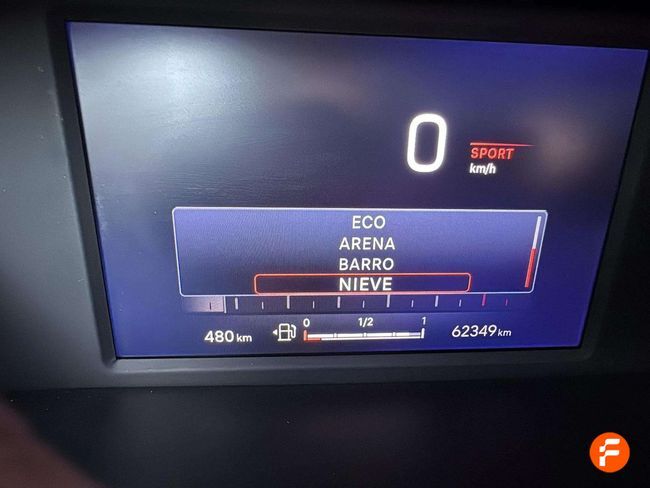 0
SPORT
km/h
ECO
ARENA
BARRO
NIEVE
480 km
0 1/2 1
62349 km